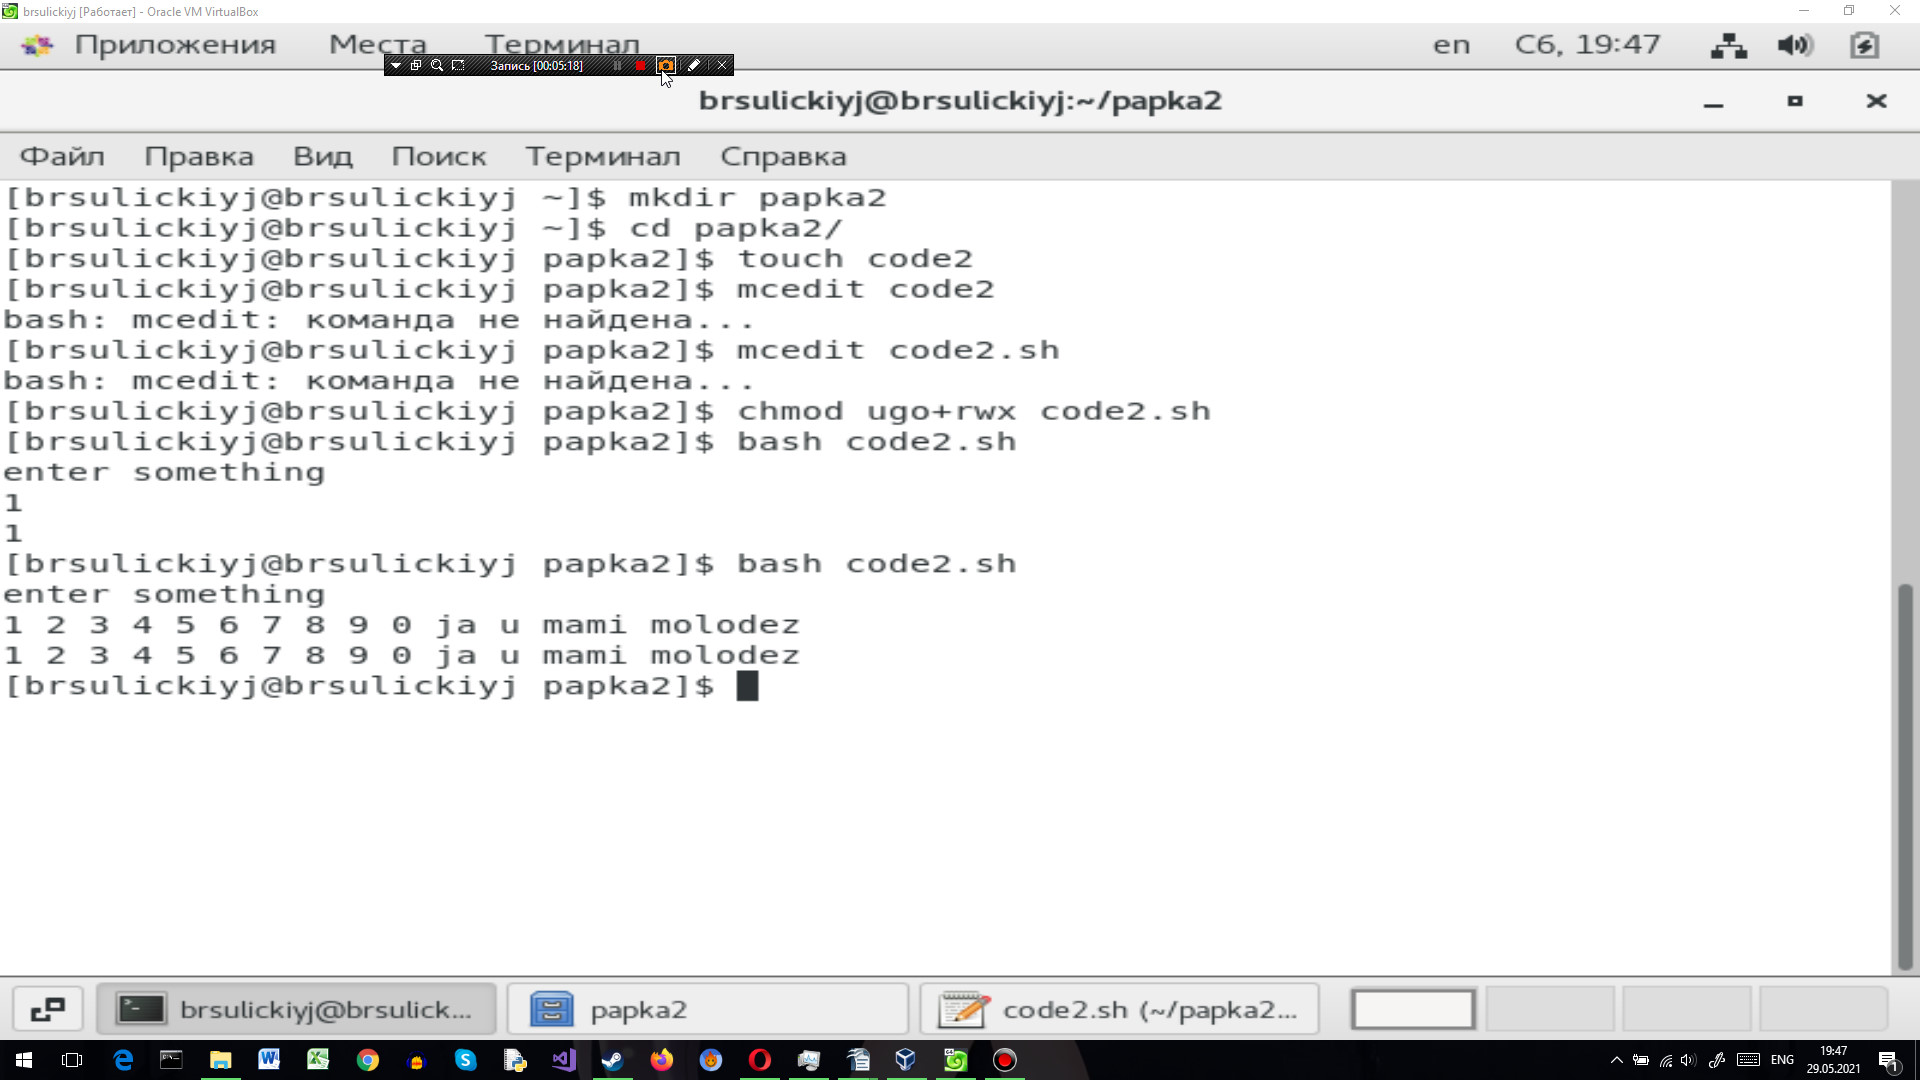 brsulickiyj [Работает] - Oracle VM VirtualBox
Приложения Места Терминал en Сб, 19:47
Запись [00:05:18]
brsulickiyj@brsulickiyj:~/papka2
Файл Правка Вид Поиск Терминал Справка
[brsulickiyj@brsulickiyj ~]$ mkdir papka2
[brsulickiyj@brsulickiyj ~]$ cd papka2/
[brsulickiyj@brsulickiyj papka2]$ touch code2
[brsulickiyj@brsulickiyj papka2]$ mcedit code2
bash: mcedit: команда не найдена...
[brsulickiyj@brsulickiyj papka2]$ mcedit code2.sh
bash: mcedit: команда не найдена...
[brsulickiyj@brsulickiyj papka2]$ chmod ugo+rwx code2.sh
[brsulickiyj@brsulickiyj papka2]$ bash code2.sh
enter something
1
1
[brsulickiyj@brsulickiyj papka2]$ bash code2.sh
enter something
1 2 3 4 5 6 7 8 9 0 ja u mami molodez
1 2 3 4 5 6 7 8 9 0 ja u mami molodez
[brsulickiyj@brsulickiyj papka2]$
brsulickiyj@brsulick... papka2 code2.sh (~/papka2...
ENG 19:47
29.05.2021